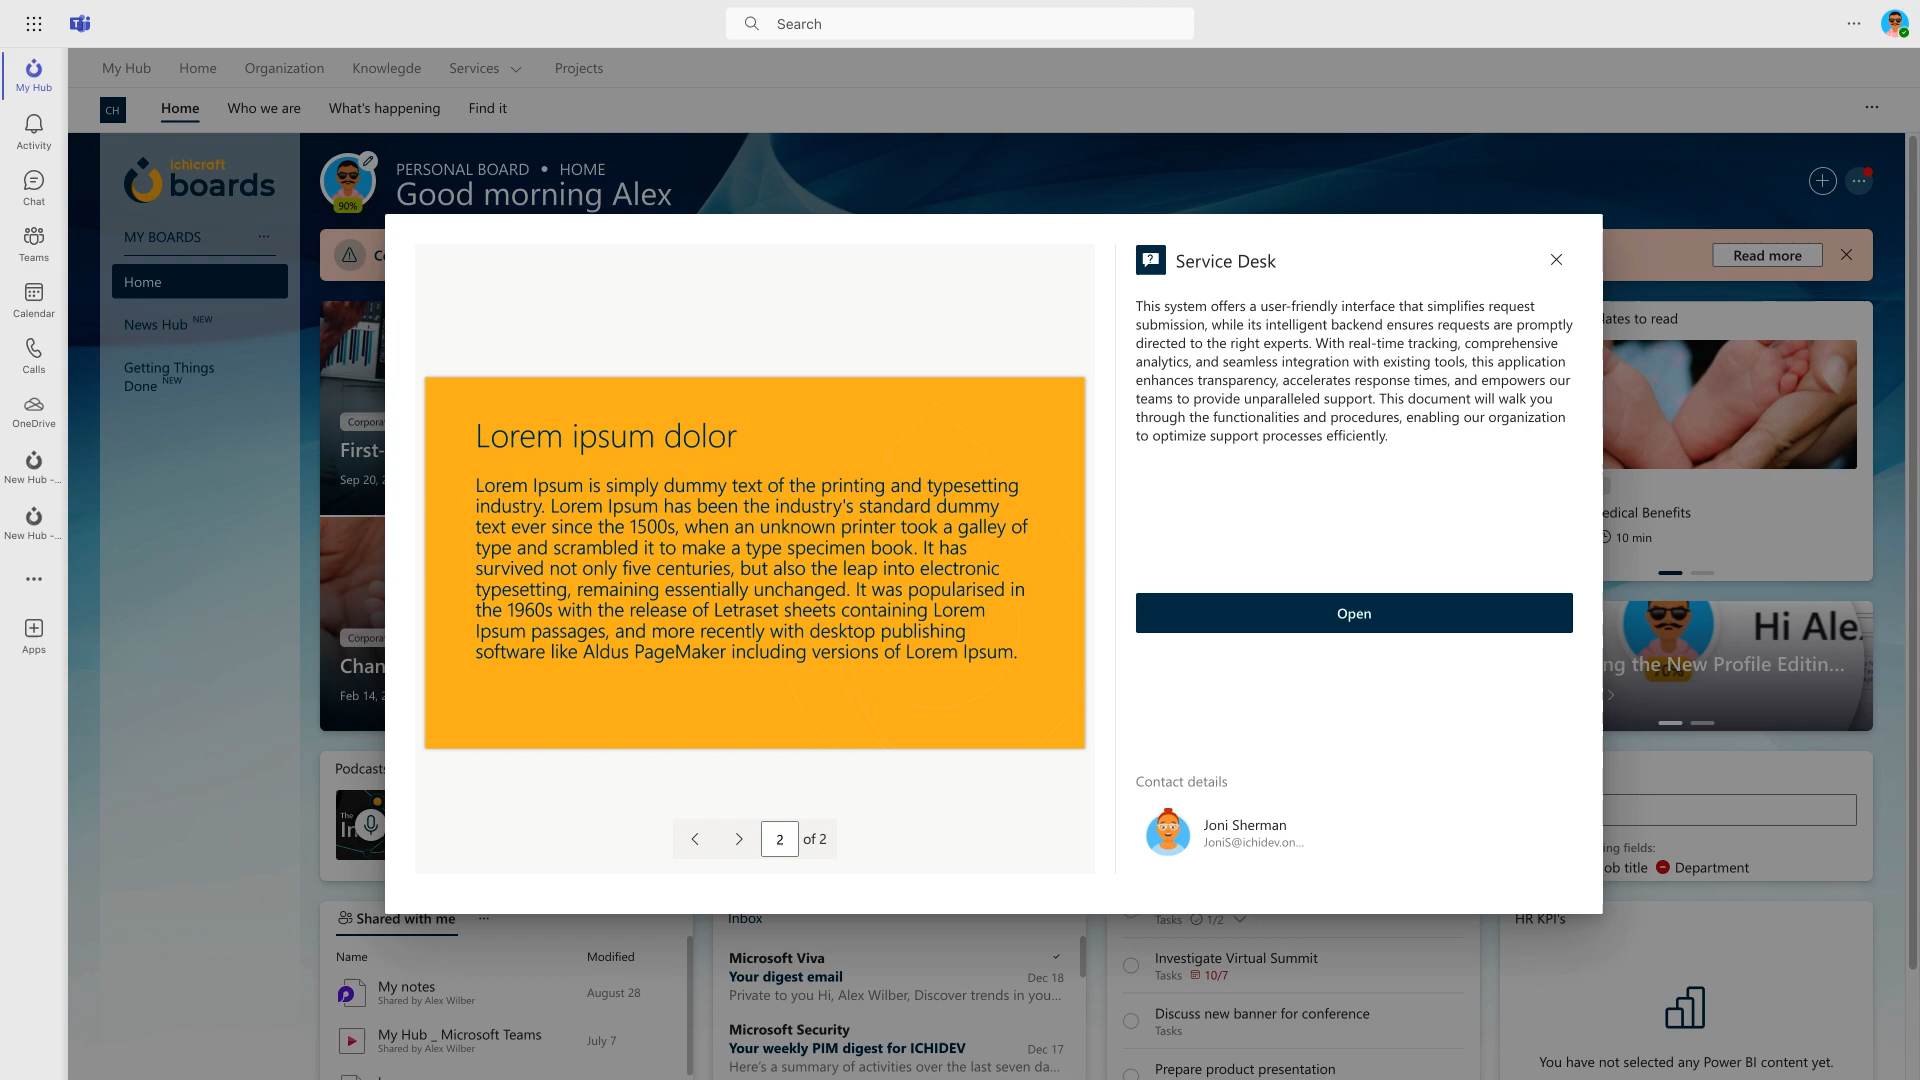 Search
My Hub
Activity
Chat
Teams
Calendar
Calls
OneDrive
New Hub -...
New Hub -...
Apps
My Hub Home Organization Knowlegde Services Projects
CH Home Who we are What's happening Find it
ichicraft
boards
MY BOARDS
Home
News Hub NEW
Getting Things
Done NEW
90%
PERSONAL BOARD • HOME
Good morning Alex
Read more
First-
Sep 20, 2
Feb 14, 2
Podcasts
The
Lorem ipsum dolor
Lorem Ipsum is simply dummy text of the printing and typesetting
industry. Lorem Ipsum has been the industry's standard dummy
text ever since the 1500s, when an unknown printer took a galley of
type and scrambled it to make a type specimen book. It has
survived not only five centuries, but also the leap into electronic
typesetting, remaining essentially unchanged. It was popularised in
the 1960s with the release of Letraset sheets containing Lorem
Ipsum passages, and more recently with desktop publishing
software like Aldus PageMaker including versions of Lorem Ipsum.
2 of 2
Service Desk
This system offers a user-friendly interface that simplifies request
submission, while its intelligent backend ensures requests are promptly
directed to the right experts. With real-time tracking, comprehensive
analytics, and seamless integration with existing tools, this application
enhances transparency, accelerates response times, and empowers our
teams to provide unparalleled support. This document will walk you
through the functionalities and procedures, enabling our organization
to optimize support processes efficiently.
Open
Contact details
Joni Sherman
JoniS@ichidev.on...
to read
Benefits
10 min
Hi Ale
the New Profile Editin...
70%
fields:
title Department
Shared with me
Name Modified
My notes August 28
Shared by Alex Wilber
My Hub _ Microsoft Teams July 7
Shared by Alex Wilber
Inbox
Microsoft Viva
Your digest email Dec 18
Private to you Hi, Alex Wilber, Discover trends in you...
Microsoft Security
Your weekly PIM digest for ICHIDEV Dec 17
Here's a summary of activities over the last seven da...
Tasks 1/2
Investigate Virtual Summit
Tasks 10/7
Discuss new banner for conference
Tasks
Prepare product presentation
HR KPI's
You have not selected any Power BI content yet.